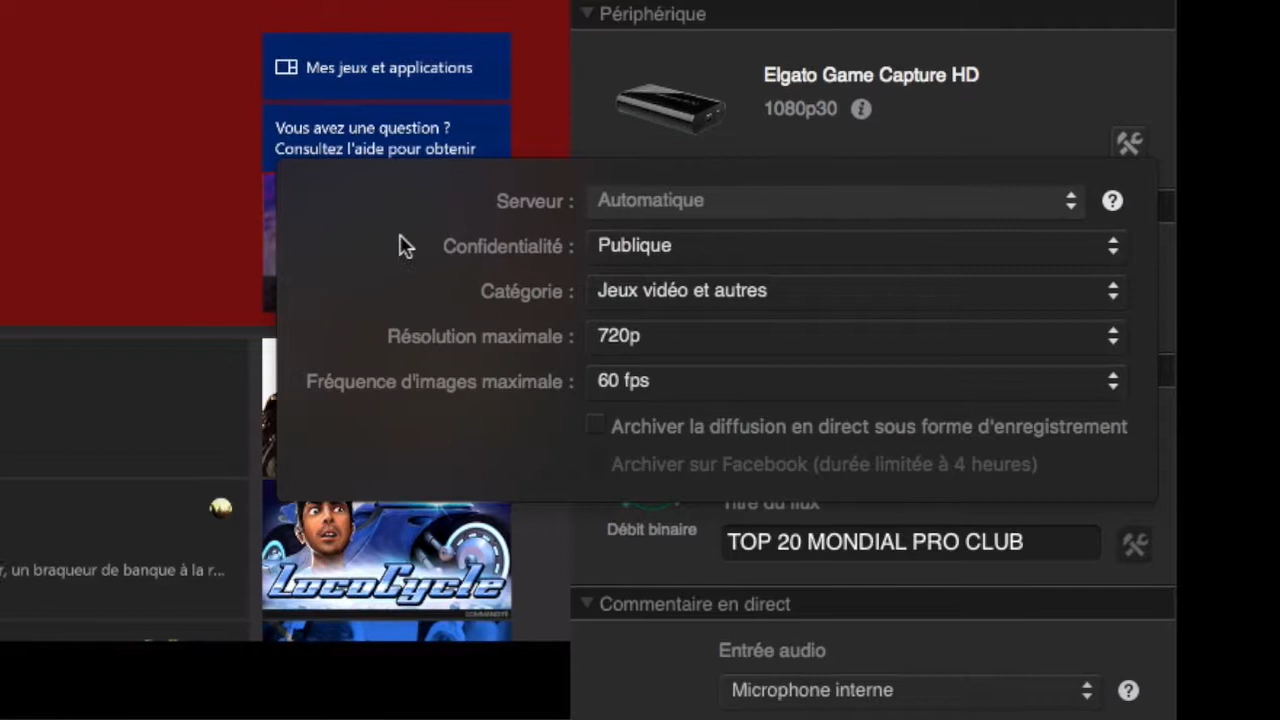 Périphérique
Mes jeux et applications
Elgato Game Capture HD
1080p30
Vous avez une question ?
Consultez l'aide pour obtenir
Serveur : Automatique
Confidentialité : Publique
Catégorie : Jeux vidéo et autres
Résolution maximale : 720p
Fréquence d'images maximale : 60 fps
Archiver la diffusion en direct sous forme d'enregistrement
Archiver sur Facebook (durée limitée à 4 heures)
Titre du flux
Débit binaire
TOP 20 MONDIAL PRO CLUB
r, un braqueur de banque à la r...
LocoCycle
Commentaire en direct
Entrée audio
Microphone interne